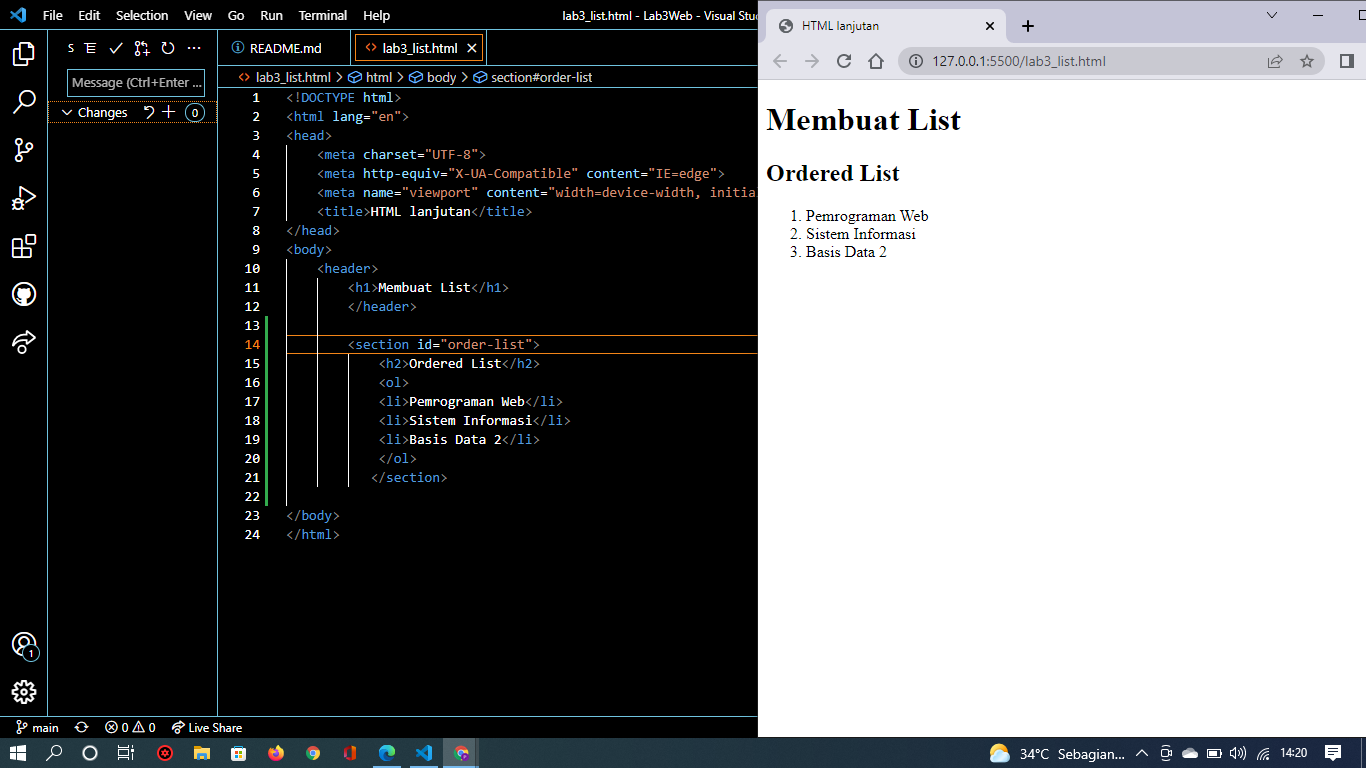 File Edit Selection View Go Run Terminal Help
lab3_list.html - Lab3Web - Visual Stu
S
Message (Ctrl+Enter ...
Changes 0
README.md
lab3_list.html
lab3_list.html > html > body > section#order-list
1 <!DOCTYPE html>
2 <html lang="en">
3 <head>
4 <meta charset="UTF-8">
5 <meta http-equiv="X-UA-Compatible" content="IE=edge">
6 <meta name="viewport" content="width=device-width, initial
7 <title>HTML lanjutan</title>
8 </head>
9 <body>
10 <header>
11 <h1>Membuat List</h1>
12 </header>
13
14 <section id="order-list">
15 <h2>Ordered List</h2>
16 <ol>
17 <li>Pemrograman Web</li>
18 <li>Sistem Informasi</li>
19 <li>Basis Data 2</li>
20 </ol>
21 </section>
22
23 </body>
24 </html>
1
main 0 0 Live Share
HTML lanjutan
127.0.0.1:5500/lab3_list.html
Membuat List
Ordered List
1. Pemrograman Web
2. Sistem Informasi
3. Basis Data 2
34°C Sebagian... 14:20